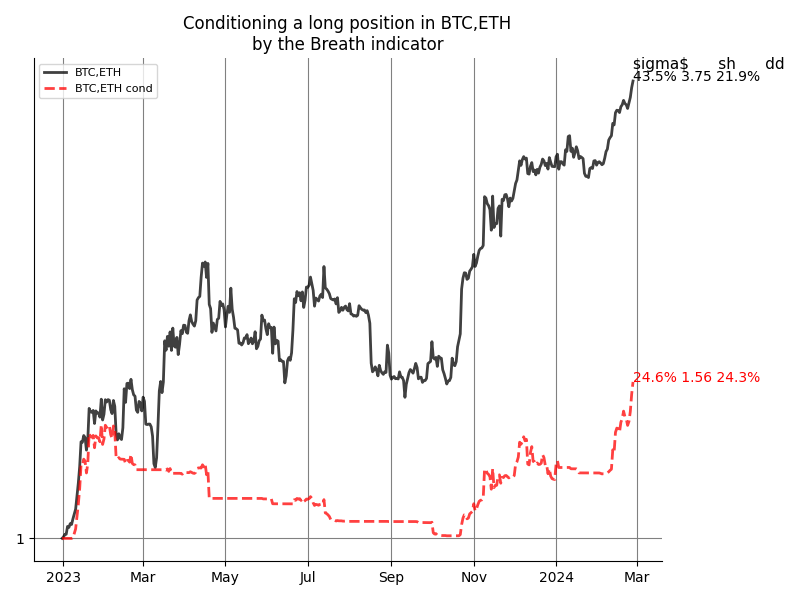 Conditioning a long position in BTC,ETH
by the Breath indicator
BTC,ETH
BTC,ETH cond
sigma$ sh dd
43.5% 3.75 21.9%
24.6% 1.56 24.3%
1
2023 Mar May Jul Sep Nov 2024 Mar